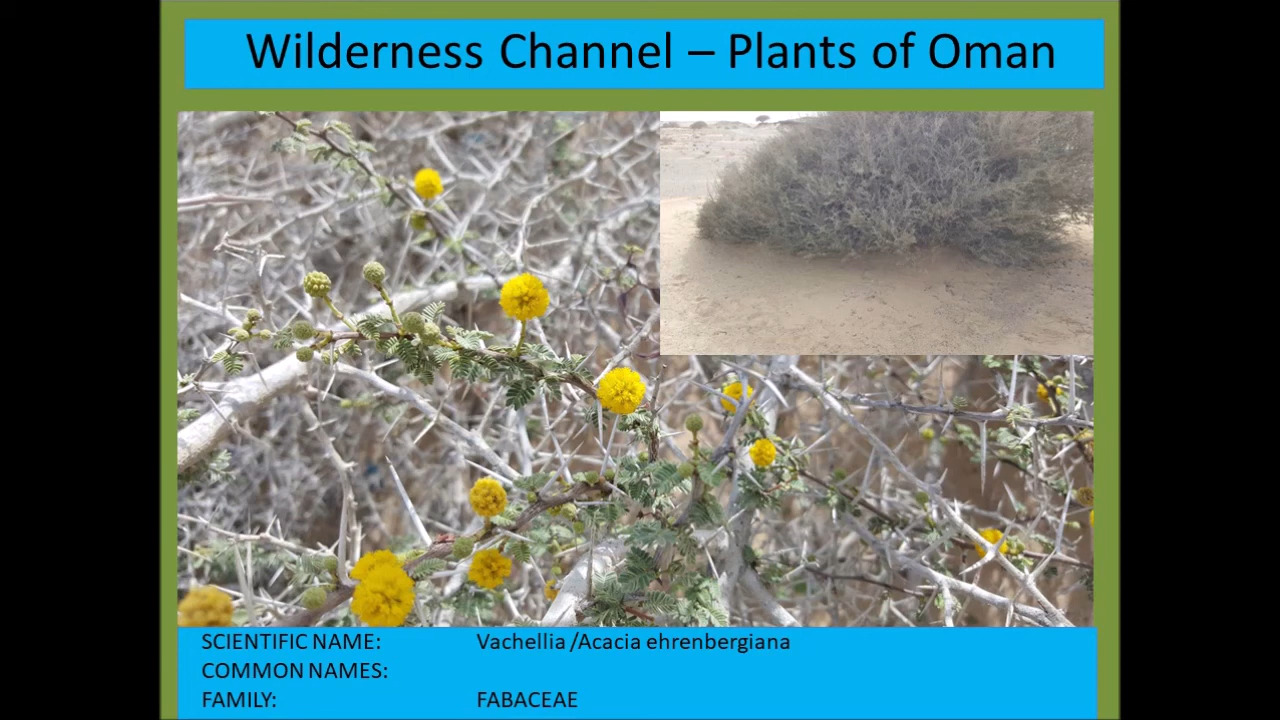 Wilderness Channel – Plants of Oman
SCIENTIFIC NAME: Vachellia /Acacia ehrenbergiana
COMMON NAMES:
FAMILY: FABACEAE